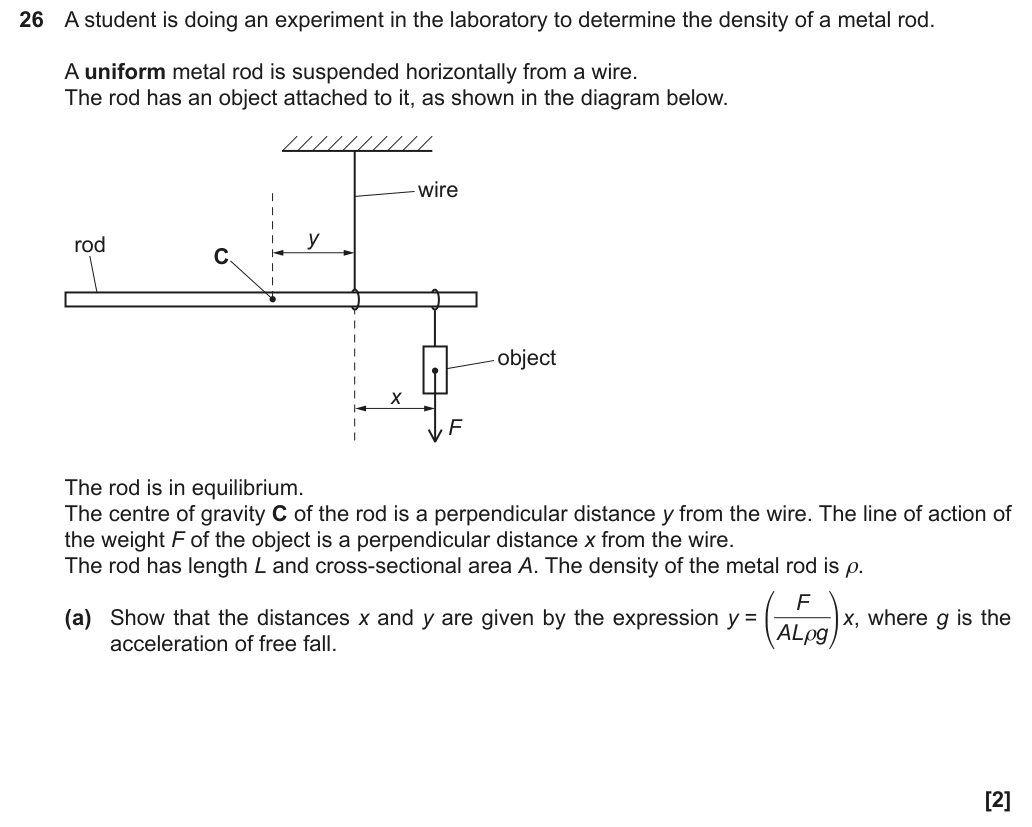 26 A student is doing an experiment in the laboratory to determine the density of a metal rod.
A uniform metal rod is suspended horizontally from a wire.
The rod has an object attached to it, as shown in the diagram below.
wire
y
rod
C
object
x
F
The rod is in equilibrium.
The centre of gravity C of the rod is a perpendicular distance y from the wire. The line of action of
the weight F of the object is a perpendicular distance x from the wire.
The rod has length L and cross-sectional area A. The density of the metal rod is ρ.
(a) Show that the distances x and y are given by the expression y = (F / ALρg) x, where g is the
acceleration of free fall.
[2]